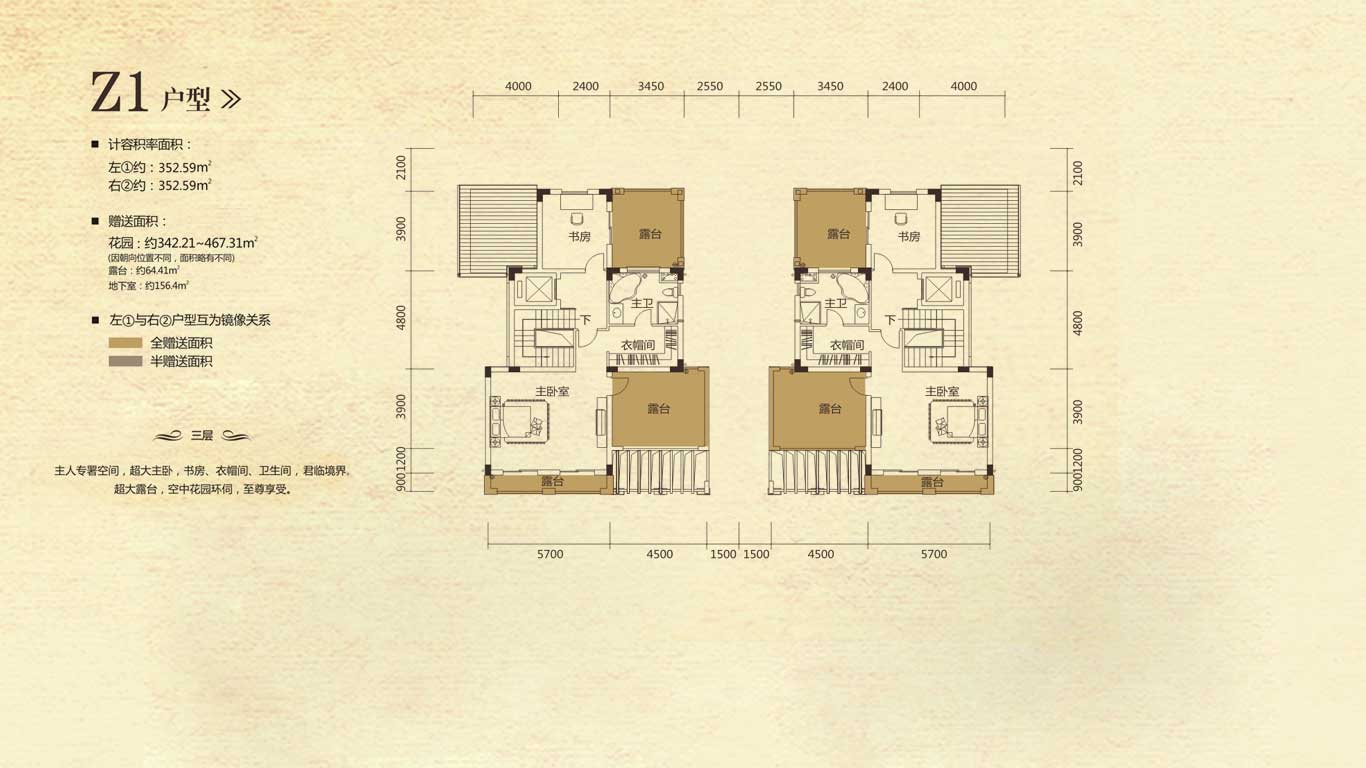 Z1 户型
计容积率面积：
左①约：352.59m²
右②约：352.59m²
赠送面积：
花园：约342.21~467.31m²
(因朝向位置不同，面积略有不同)
露台：约64.41m²
地下室：约156.4m²
左①与右②户型互为镜像关系
全赠送面积
半赠送面积
三层
主人专署空间，超大主卧，书房、衣帽间、卫生间，君临境界。
超大露台，空中花园环伺，至尊享受。
4000 2400 3450 2550 2550 3450 2400 4000
2100
3900
4800
3900
1200
900
书房
露台
主卫
下
衣帽间
主卧室
露台
露台
露台
书房
主卫
下
衣帽间
主卧室
露台
露台
2100
3900
4800
3900
1200
900
5700 4500 1500 1500 4500 5700